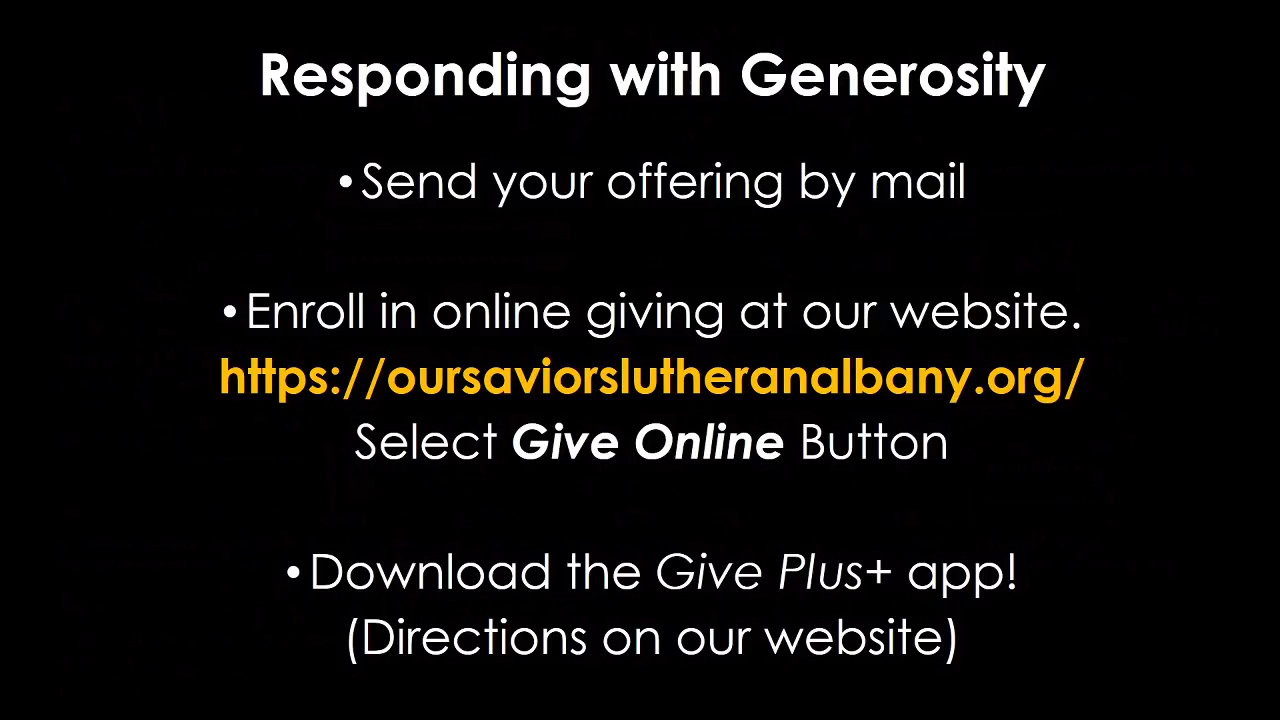 Responding with Generosity
•Send your offering by mail
•Enroll in online giving at our website.
https://oursaviorslutheranalbany.org/
Select Give Online Button
•Download the Give Plus+ app!
(Directions on our website)